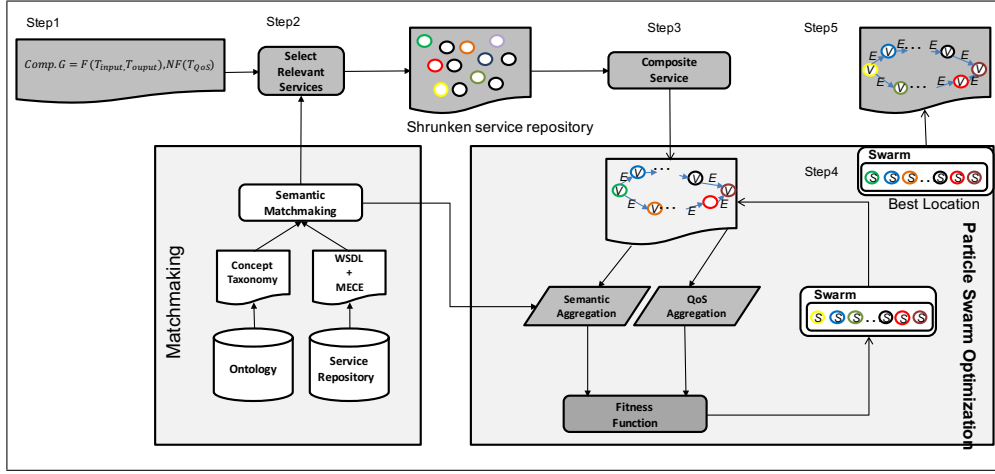 Step1
Step2
Step3
Step5
Comp. G = F(T_input, T_ouput), NF(T_QoS)
Select
Relevant
Services
Shrunken service repository
Composite
Service
E V ... E V E V E V ... V E
Matchmaking
Semantic
Matchmaking
Concept
Taxonomy
WSDL
+
MECE
Ontology
Service
Repository
Step4
E V ... E V E V E V ... E
Semantic
Aggregation
QoS
Aggregation
Fitness
Function
Swarm
S S S .. S S S
Best Location
Swarm
S S S .. S S S
Particle Swarm Optimization